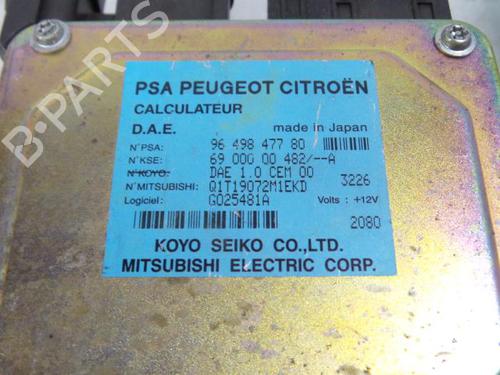 PSA PEUGEOT CITROËN
CALCULATEUR
D.A.E. made in Japan
N°PSA: 96 498 477 80
N°KSE: 69 000 00 482/--A
N°KOYO: DAE 1.0 CEM 00
N°MITSUBISHI: Q1T19072M1EKD 3226
Logiciel: G025481A Volts: +12V
2080
KOYO SEIKO CO.,LTD.
MITSUBISHI ELECTRIC CORP.
B-PARTS